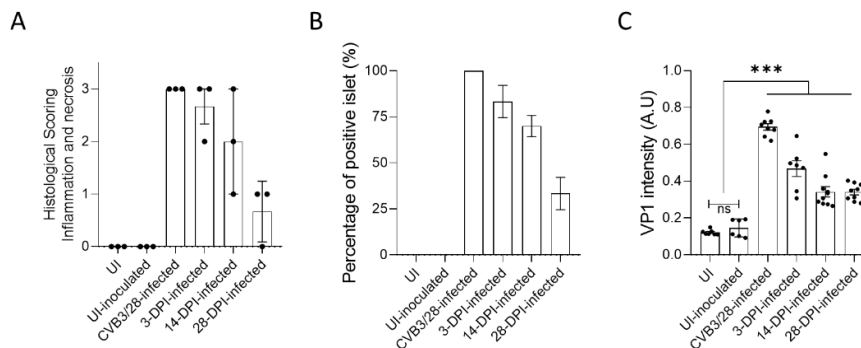 A
Histological Scoring
Inflammation and necrosis
3
2
1
0
UI
UI-inoculated
CVB3/28-infected
3-DPI-infected
14-DPI-infected
28-DPI-infected
B
Percentage of positive islet (%)
100
75
50
25
0
UI
UI-inoculated
CVB3/28-infected
3-DPI-infected
14-DPI-infected
28-DPI-infected
C
VP1 intensity (A.U)
1.0
0.8
0.6
0.4
0.2
0.0
***
ns
UI
UI-inoculated
CVB3/28-infected
3-DPI-infected
14-DPI-infected
28-DPI-infected